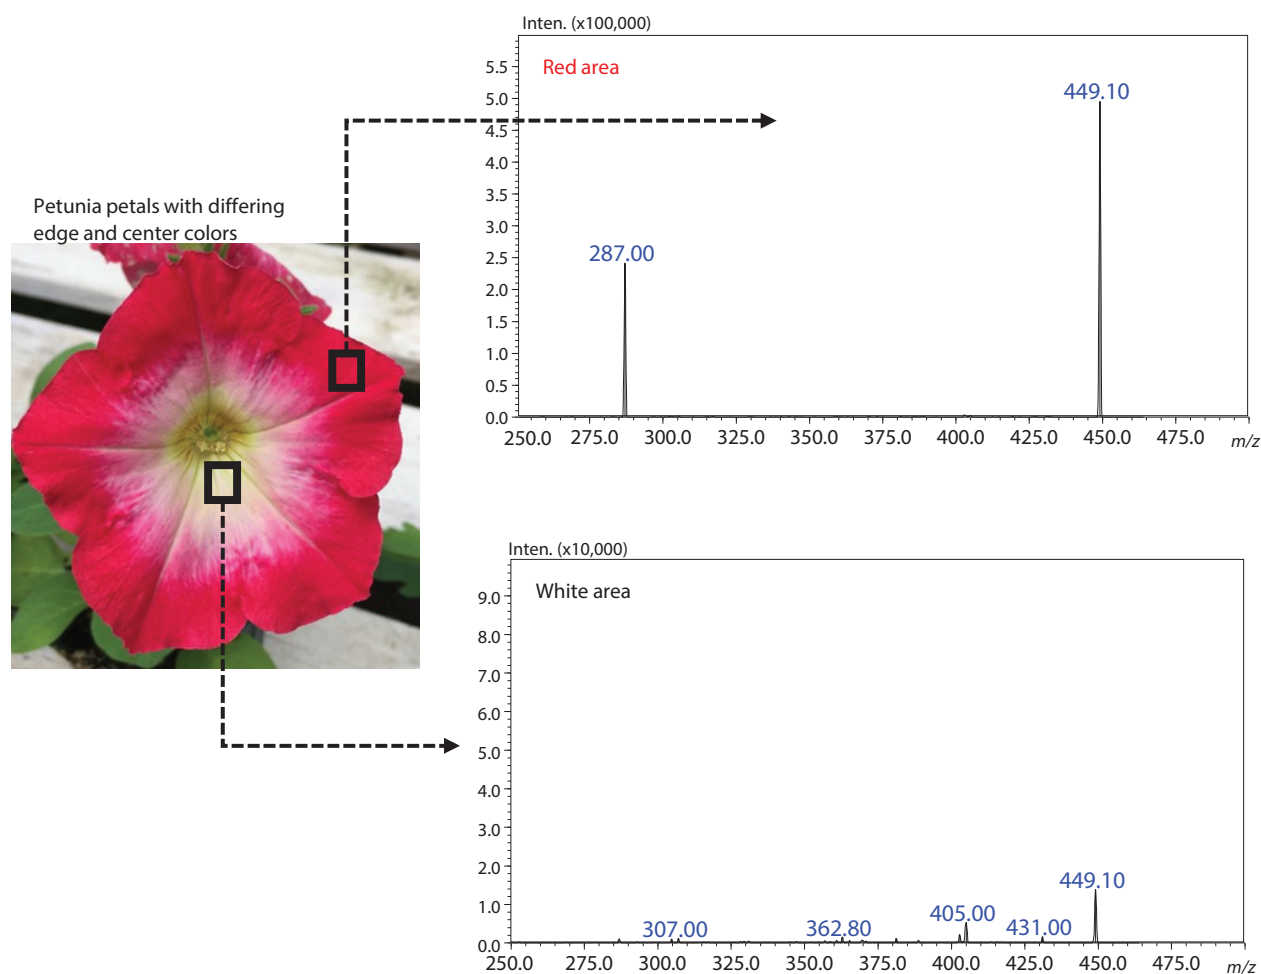 Inten. (x100,000)
Red area
5.5
5.0
4.5
4.0
3.5
3.0
2.5
2.0
1.5
1.0
0.5
0.0
449.10
287.00
250.0 275.0 300.0 325.0 350.0 375.0 400.0 425.0 450.0 475.0 m/z
Petunia petals with differing
edge and center colors
Inten. (x10,000)
White area
9.0
8.0
7.0
6.0
5.0
4.0
3.0
2.0
1.0
0.0
449.10
405.00
307.00 362.80 431.00
250.0 275.0 300.0 325.0 350.0 375.0 400.0 425.0 450.0 475.0 m/z